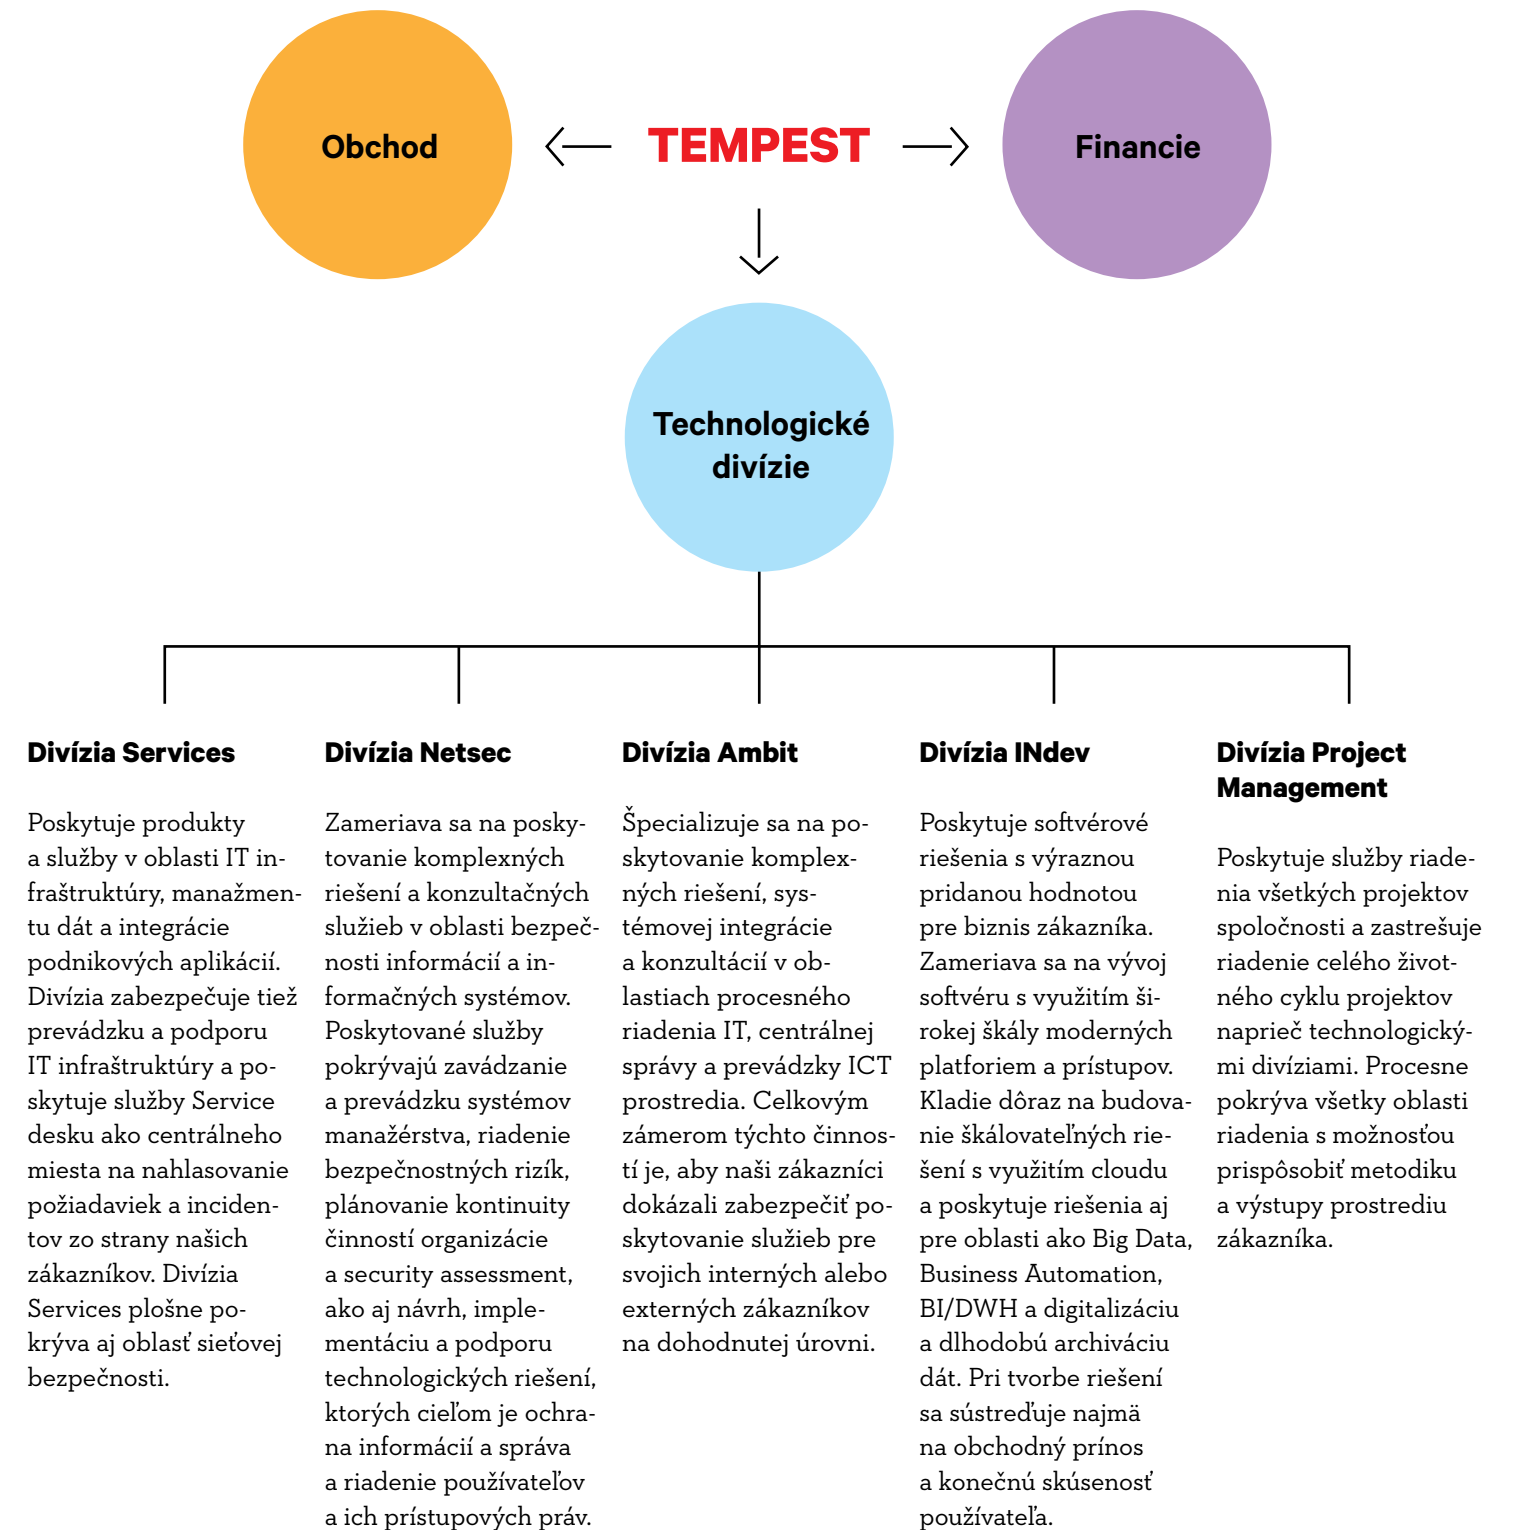 Obchod
TEMPEST
Financie
Technologické
divízie
Divízia Services
Poskytuje produkty
a služby v oblasti IT in-
fraštruktúry, manažmen-
tu dát a integrácie
podnikových aplikácií.
Divízia zabezpečuje tiež
prevádzku a podporu
IT infraštruktúry a po-
skytuje služby Service
desku ako centrálneho
miesta na nahlasovanie
požiadaviek a inciden-
tov zo strany našich
zákazníkov. Divízia
Services plošne po-
krýva aj oblasť sieťovej
bezpečnosti.
Divízia Netsec
Zameriava sa na posky-
tovanie komplexných
riešení a konzultačných
služieb v oblasti bezpeč-
nosti informácií a in-
formačných systémov.
Poskytované služby
pokrývajú zavádzanie
a prevádzku systémov
manažérstva, riadenie
bezpečnostných rizík,
plánovanie kontinuity
činností organizácie
a security assessment,
ako aj návrh, imple-
mentáciu a podporu
technologických riešení,
ktorých cieľom je ochra-
na informácií a správa
a riadenie používateľov
a ich prístupových práv.
Divízia Ambit
Špecializuje sa na po-
skytovanie komplex-
ných riešení, sys-
témovej integrácie
a konzultácií v ob-
lastiach procesného
riadenia IT, centrálnej
správy a prevádzky ICT
prostredia. Celkovým
zámerom týchto činnos-
tí je, aby naši zákazníci
dokázali zabezpečiť po-
skytovanie služieb pre
svojich interných alebo
externých zákazníkov
na dohodnutej úrovni.
Divízia INdev
Poskytuje softvérové
riešenia s výraznou
pridanou hodnotou
pre biznis zákazníka.
Zameriava sa na vývoj
softvéru s využitím ši-
rokej škály moderných
platforiem a prístupov.
Kladie dôraz na budova-
nie škálovateľných rie-
šení s využitím cloudu
a poskytuje riešenia aj
pre oblasti ako Big Data,
Business Automation,
BI/DWH a digitalizáciu
a dlhodobú archiváciu
dát. Pri tvorbe riešení
sa sústreďuje najmä
na obchodný prínos
a konečnú skúsenosť
používateľa.
Divízia Project
Management
Poskytuje služby riade-
nia všetkých projektov
spoločnosti a zastrešuje
riadenie celého život-
ného cyklu projektov
naprieč technologický-
mi divíziami. Procesne
pokrýva všetky oblasti
riadenia s možnosťou
prispôsobiť metodiku
a výstupy prostrediu
zákazníka.